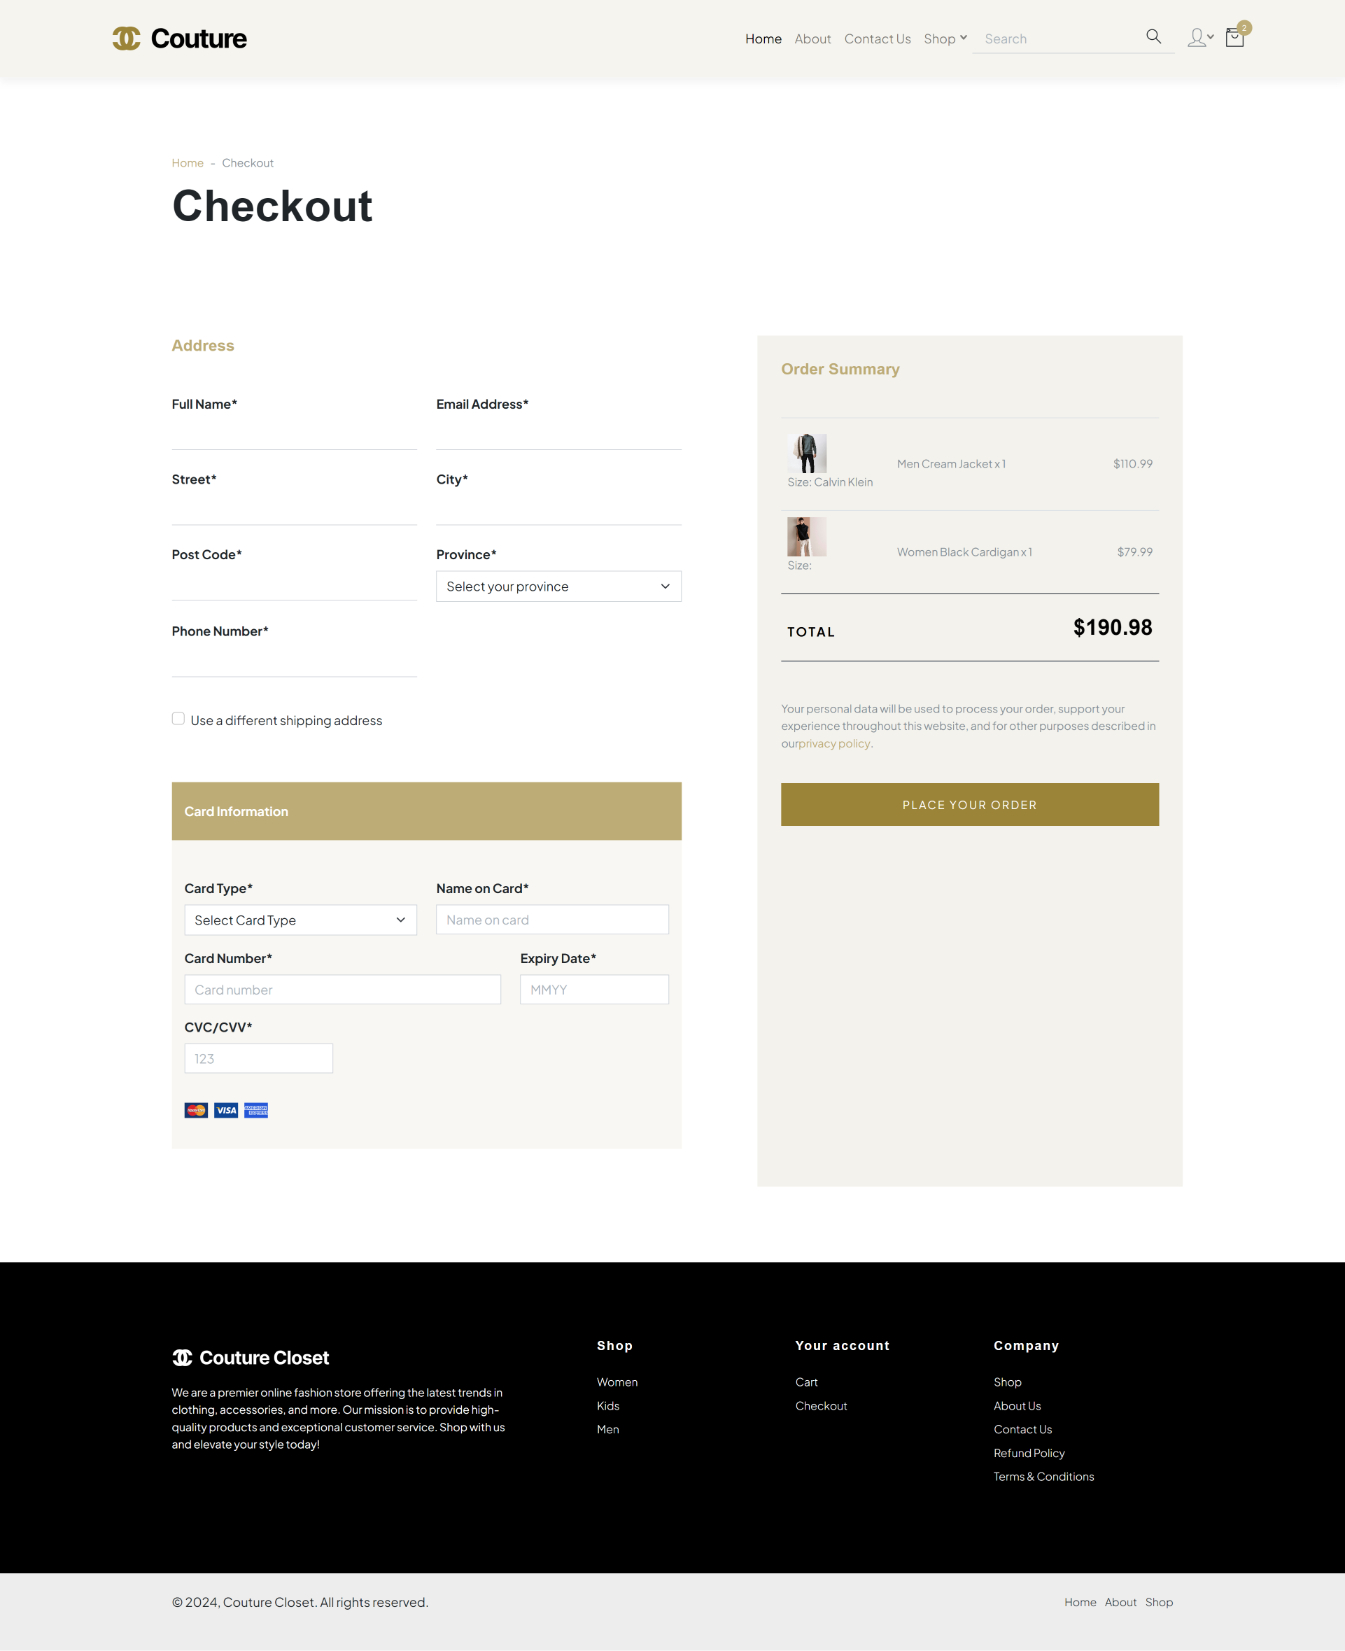 Couture
Home About Contact Us Shop Search 2
Home - Checkout
Checkout
Address
Full Name* Email Address*
Street* City*
Post Code* Province*
Select your province
Phone Number*
Use a different shipping address
Card Information
Card Type* Name on Card*
Select Card Type Name on card
Card Number* Expiry Date*
Card number MMYY
CVC/CVV*
123
VISA
Order Summary
Men Cream Jacket x 1 $110.99
Size: Calvin Klein
Women Black Cardigan x 1 $79.99
Size:
TOTAL $190.98
Your personal data will be used to process your order, support your
experience throughout this website, and for other purposes described in
ourprivacy policy.
PLACE YOUR ORDER
Couture Closet
We are a premier online fashion store offering the latest trends in
clothing, accessories, and more. Our mission is to provide high-
quality products and exceptional customer service. Shop with us
and elevate your style today!
Shop
Women
Kids
Men
Your account
Cart
Checkout
Company
Shop
About Us
Contact Us
Refund Policy
Terms & Conditions
© 2024, Couture Closet. All rights reserved.
Home About Shop